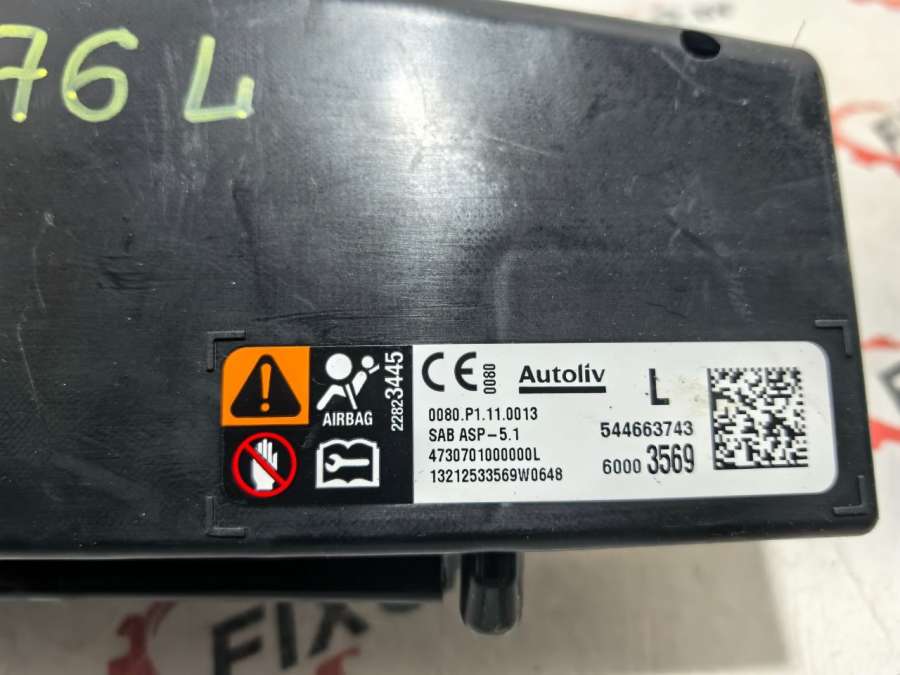 76 L
AIRBAG
22823445
CE
0080
Autoliv
L
0080.P1.11.0013
SAB ASP-5.1
4730701000000L
13212533569W0648
544663743
6000 3569
FIX